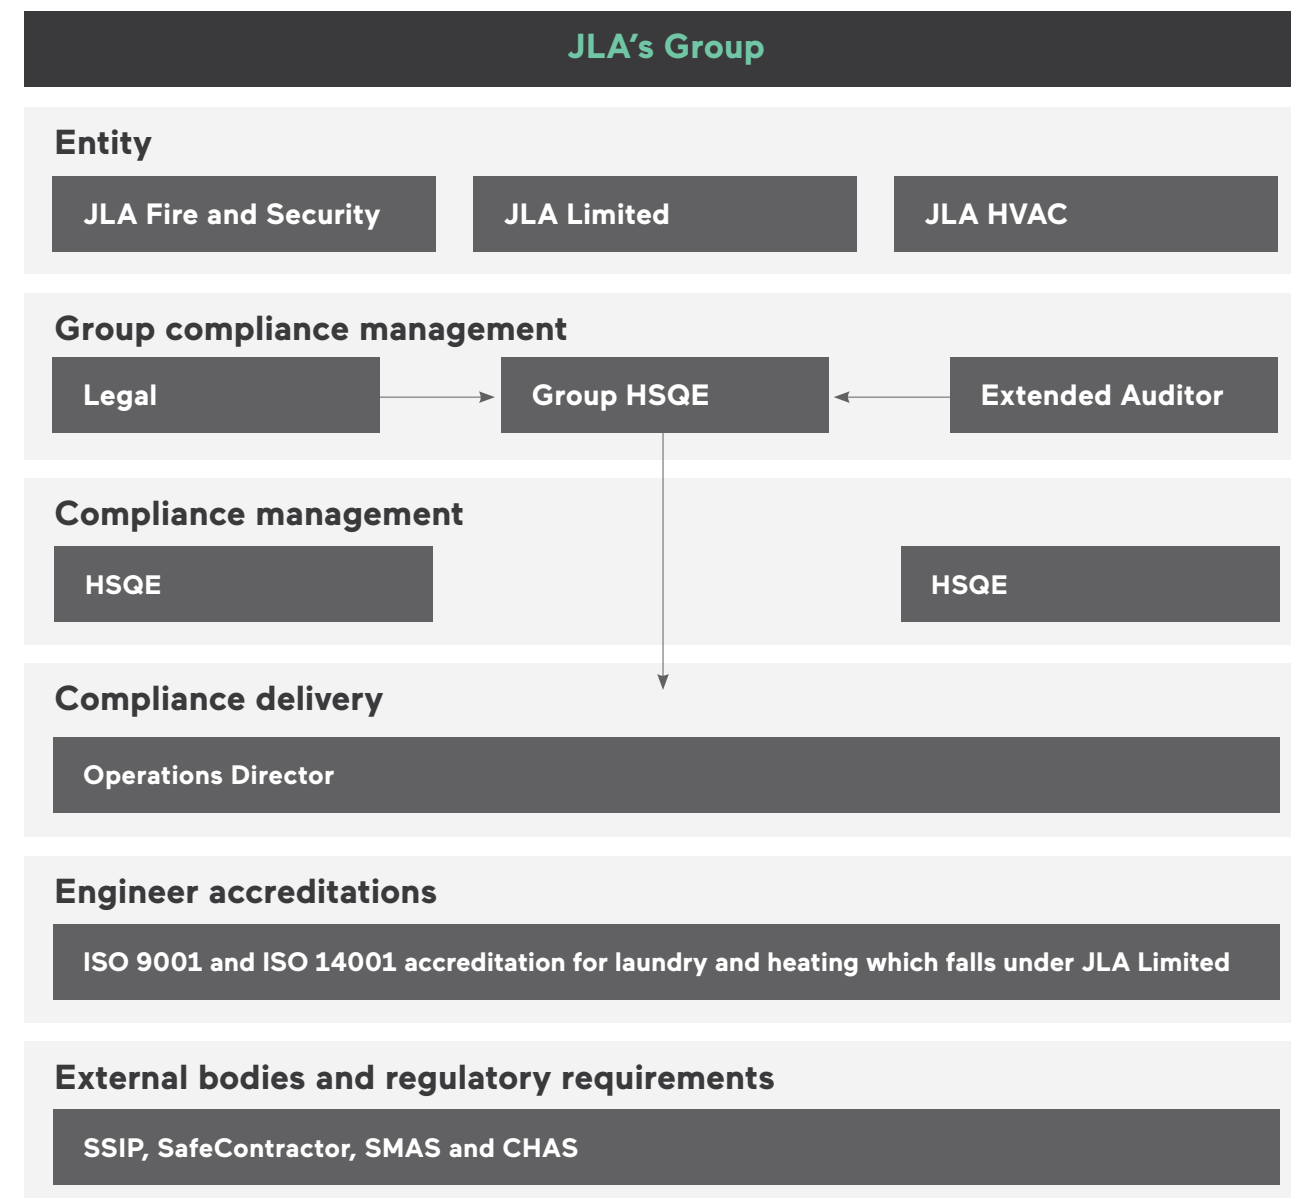 JLA’s Group
Entity
JLA Fire and Security
JLA Limited
JLA HVAC
Group compliance management
Legal
Group HSQE
Extended Auditor
Compliance management
HSQE
HSQE
Compliance delivery
Operations Director
Engineer accreditations
ISO 9001 and ISO 14001 accreditation for laundry and heating which falls under JLA Limited
External bodies and regulatory requirements
SSIP, SafeContractor, SMAS and CHAS